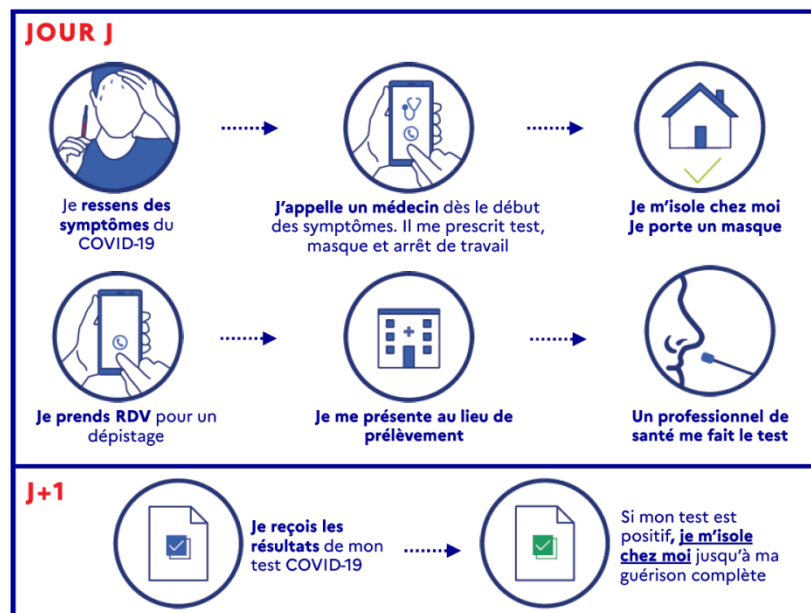 JOUR J
Je ressens des
symptômes du
COVID-19
J'appelle un médecin dès le début
des symptômes. Il me prescrit test,
masque et arrêt de travail
Je m'isole chez moi
Je porte un masque
Je prends RDV pour un
dépistage
Je me présente au lieu de
prélèvement
Un professionnel de
santé me fait le test
J+1
Je reçois les
résultats de mon
test COVID-19
Si mon test est
positif, je m'isole
chez moi jusqu'à ma
guérison complète